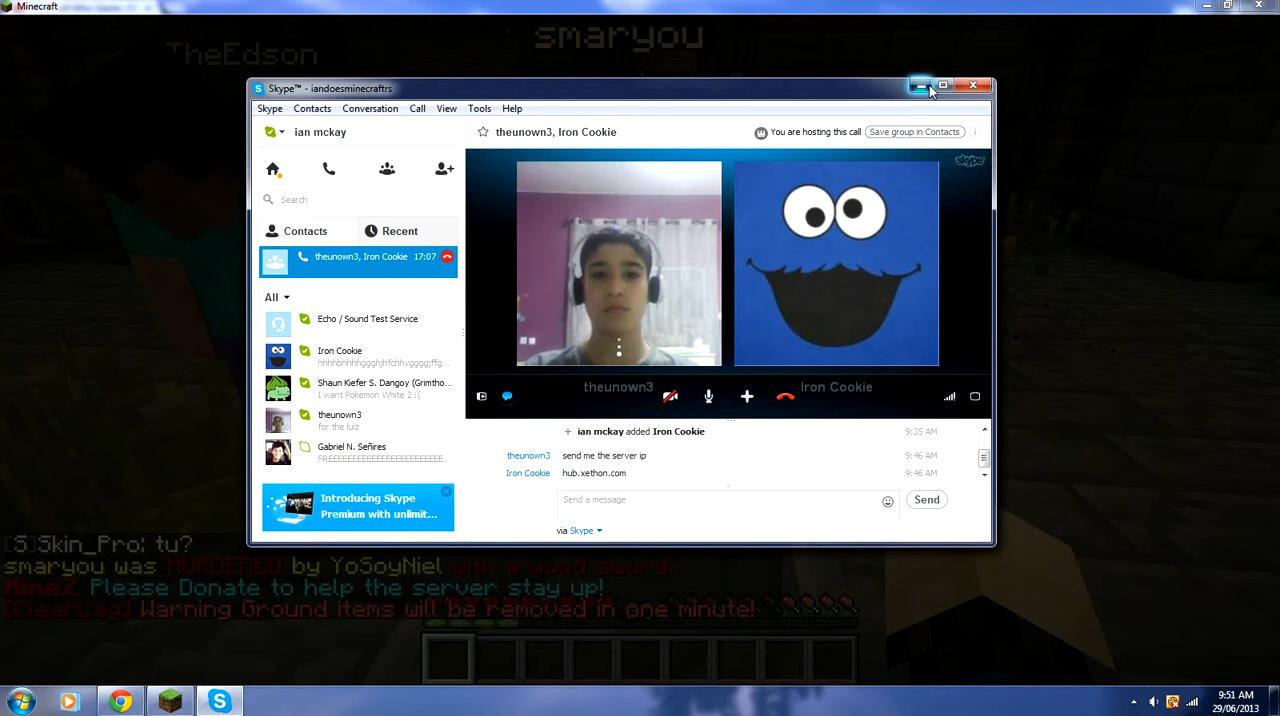 Minecraft
smaryou
TheEdson
Skype™ - iandoesminecraftrs
Skype Contacts Conversation Call View Tools Help
ian mckay
Search
Contacts Recent
theunown3, Iron Cookie 17:07
All
Echo / Sound Test Service
Iron Cookie
Shaun Kiefer S. Dangoy (Grimtho...
I want Pokemon White 2 :(
theunown3
for the lulz
Gabriel N. Señires
Introducing Skype
Premium with unlimit...
theunown3, Iron Cookie
You are hosting this call Save group in Contacts
skype
theunown3 Iron Cookie
ian mckay added Iron Cookie 9:35 AM
theunown3 send me the server ip 9:46 AM
Iron Cookie hub.xethon.com 9:46 AM
Send a message Send
via Skype
[S]Skin_Pro: tu?
smaryou was MURDERED by YoSoyNiel with a wood sword.
MineZ Please Donate to help the server stay up!
[ClearLag] Warning Ground items will be removed in one minute!
9:51 AM
29/06/2013